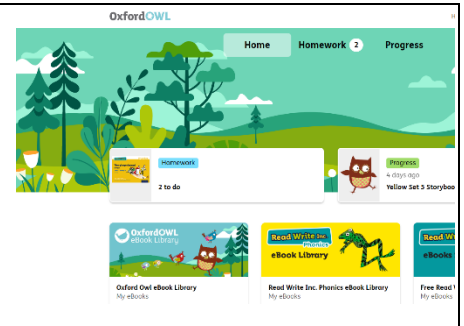 OxfordOWL
H
Home
Homework 2
Progress
Homework
2 to do
Progress
4 days ago
Yellow Set 5 Storyboo
OxfordOWL
eBook Library
Read Write Inc.
Phonics
eBook Library
Read W
eBooks
Oxford Owl eBook Library
My eBooks
Read Write Inc. Phonics eBook Library
My eBooks
Free Read W
My eBooks